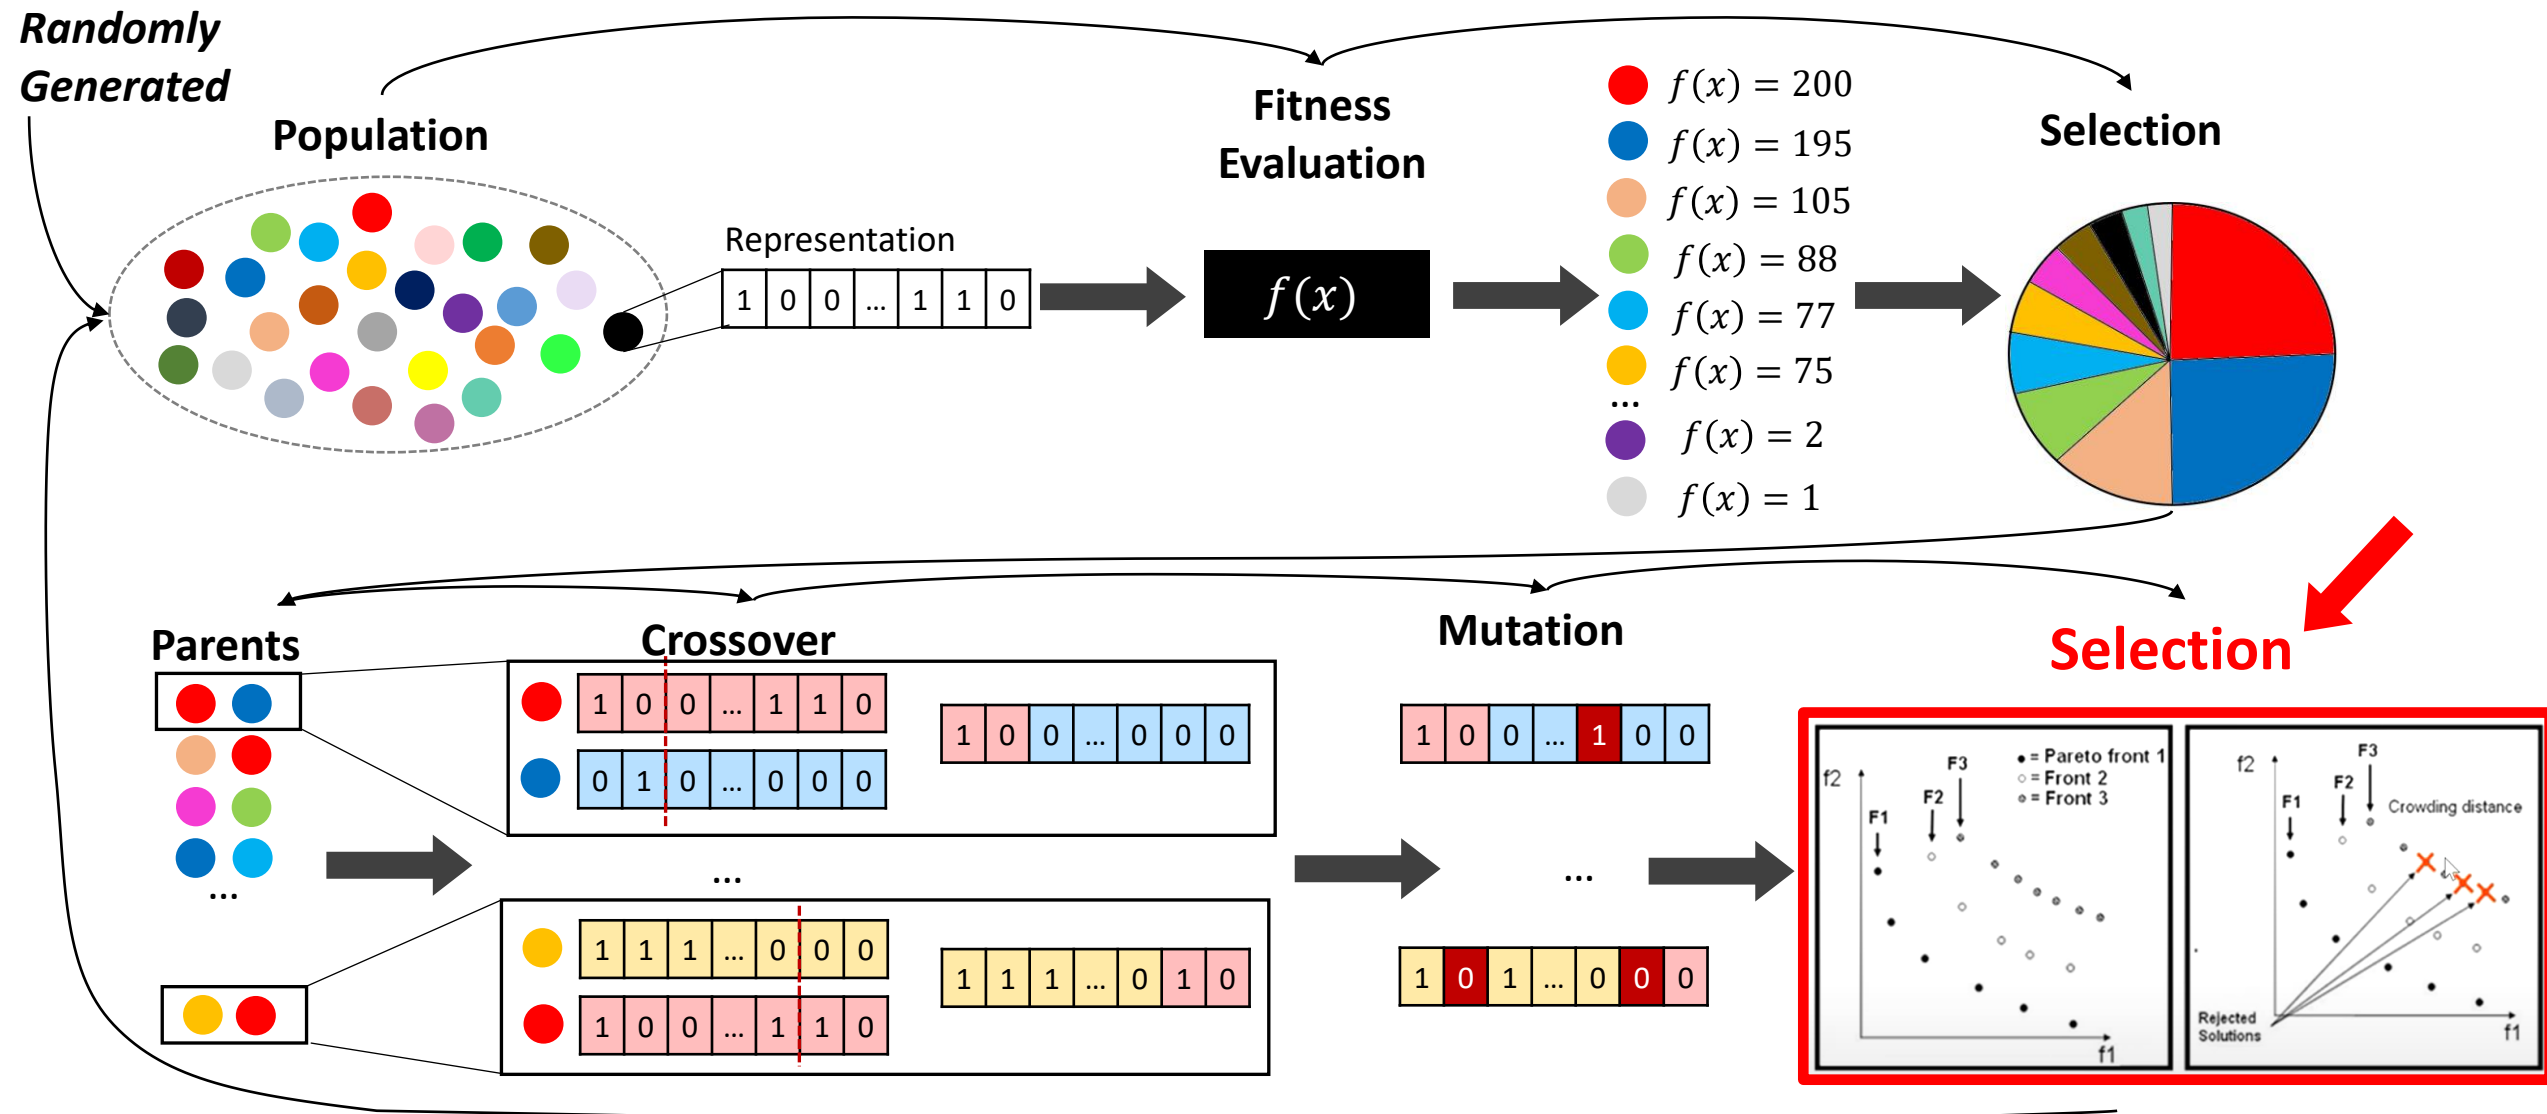 Randomly
Generated
Population
Representation
1 0 0 ... 1 1 0
Fitness
Evaluation
f(x)
f(x) = 200
f(x) = 195
f(x) = 105
f(x) = 88
f(x) = 77
f(x) = 75
...
f(x) = 2
f(x) = 1
Selection
Parents
...
Crossover
1 0 0 ... 1 1 0
0 1 0 ... 0 0 0
1 0 0 ... 0 0 0
...
1 1 1 ... 0 0 0
1 0 0 ... 1 1 0
1 1 1 ... 0 1 0
Mutation
1 0 0 ... 1 0 0
...
1 0 1 ... 0 0 0
Selection
f2
F1
F2
F3
= Pareto front 1
= Front 2
= Front 3
f1
f2
F1
F2
F3
Crowding distance
Rejected
Solutions
f1